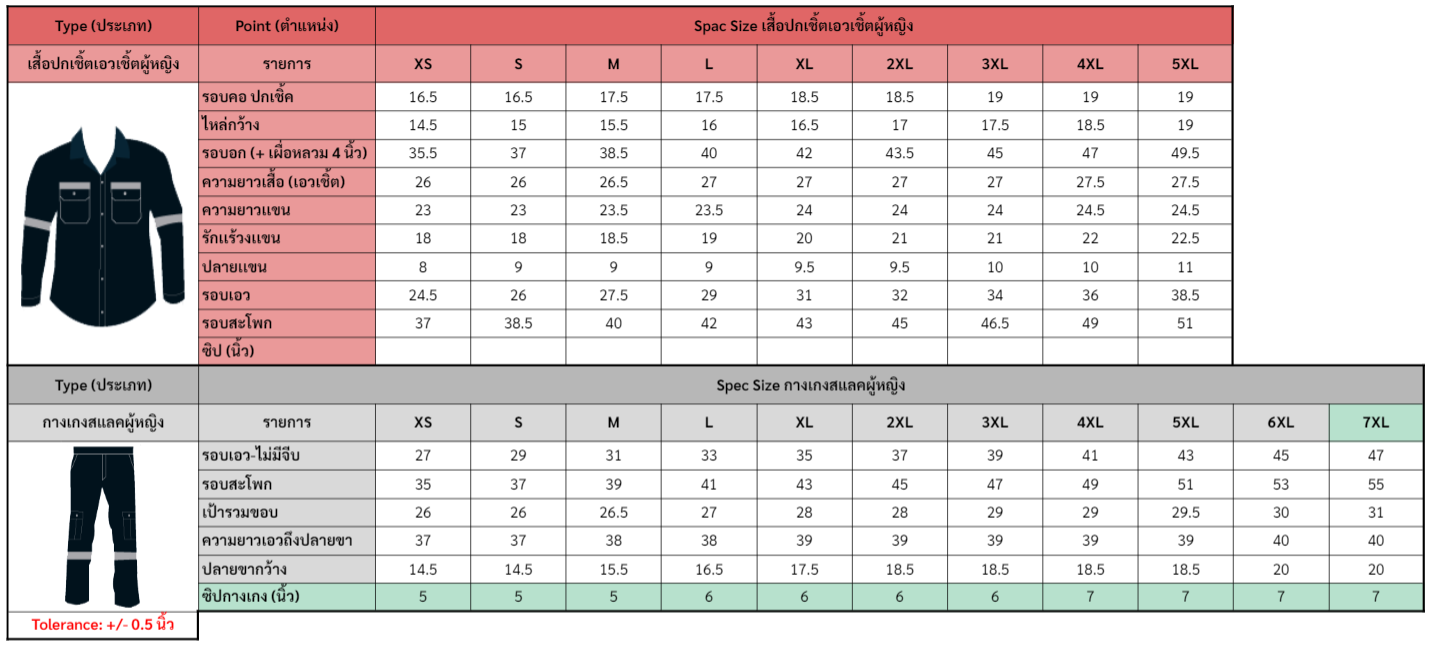 Type (ประเภท) Point (ตำแหน่ง) Spac Size เสื้อปกเชิ้ตเอวเชิ้ตผู้หญิง
เสื้อปกเชิ้ตเอวเชิ้ตผู้หญิง รายการ XS S M L XL 2XL 3XL 4XL 5XL
รอบคอ ปกเชิ้ค 16.5 16.5 17.5 17.5 18.5 18.5 19 19 19
ไหล่กว้าง 14.5 15 15.5 16 16.5 17 17.5 18.5 19
รอบอก (+ เผื่อหลวม 4 นิ้ว) 35.5 37 38.5 40 42 43.5 45 47 49.5
ความยาวเสื้อ (เอวเชิ้ต) 26 26 26.5 27 27 27 27 27.5 27.5
ความยาวแขน 23 23 23.5 23.5 24 24 24 24.5 24.5
รักแร้วงแขน 18 18 18.5 19 20 21 21 22 22.5
ปลายแขน 8 9 9 9 9.5 9.5 10 10 11
รอบเอว 24.5 26 27.5 29 31 32 34 36 38.5
รอบสะโพก 37 38.5 40 42 43 45 46.5 49 51
ซิป (นิ้ว)
Type (ประเภท) Spec Size กางเกงสแลคผู้หญิง
กางเกงสแลคผู้หญิง รายการ XS S M L XL 2XL 3XL 4XL 5XL 6XL 7XL
รอบเอว-ไม่มีจีบ 27 29 31 33 35 37 39 41 43 45 47
รอบสะโพก 35 37 39 41 43 45 47 49 51 53 55
เป้ารวมขอบ 26 26 26.5 27 28 28 29 29 29.5 30 31
ความยาวเอวถึงปลายขา 37 37 38 38 39 39 39 39 39 40 40
ปลายขากว้าง 14.5 14.5 15.5 16.5 17.5 18.5 18.5 18.5 18.5 20 20
ซิปกางเกง (นิ้ว) 5 5 5 6 6 6 6 7 7 7 7
Tolerance: +/- 0.5 นิ้ว